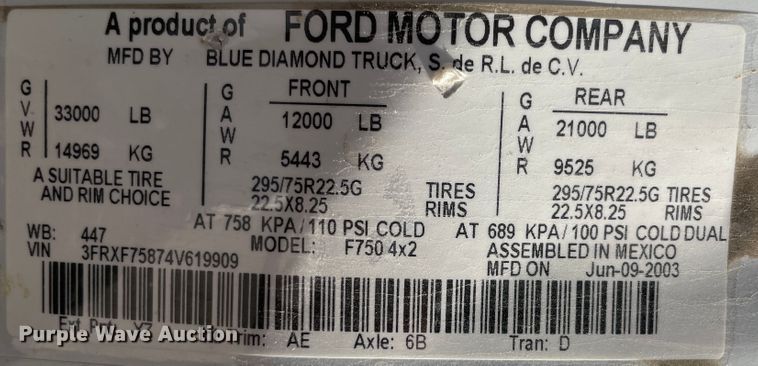 A product of FORD MOTOR COMPANY
MFD BY BLUE DIAMOND TRUCK, S. de R.L. de C.V.
GVWR 33000 LB 14969 KG
A SUITABLE TIRE
AND RIM CHOICE
FRONT
GAWR 12000 LB 5443 KG
295/75R22.5G TIRES
22.5X8.25 RIMS
AT 758 KPA/110 PSI COLD
REAR
GAWR 21000 LB 9525 KG
295/75R22.5G TIRES
22.5X8.25 RIMS
AT 689 KPA/100 PSI COLD DUAL
WB: 447 MODEL: F750 4x2 ASSEMBLED IN MEXICO
VIN 3FRXF75874V619909 MFD ON Jun-09-2003
AE Axle: 6B Tran: D
Purple Wave Auction